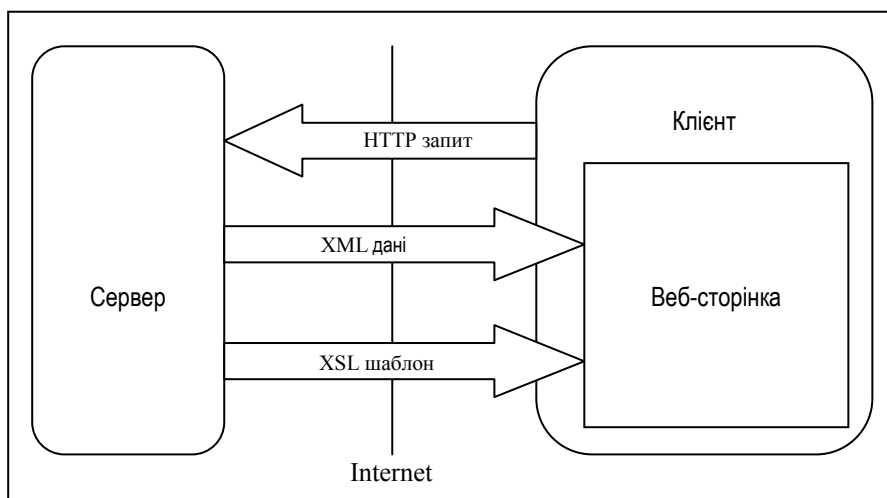 Клієнт
HTTP запит
XML дані
Сервер
Веб-сторінка
XSL шаблон
Internet